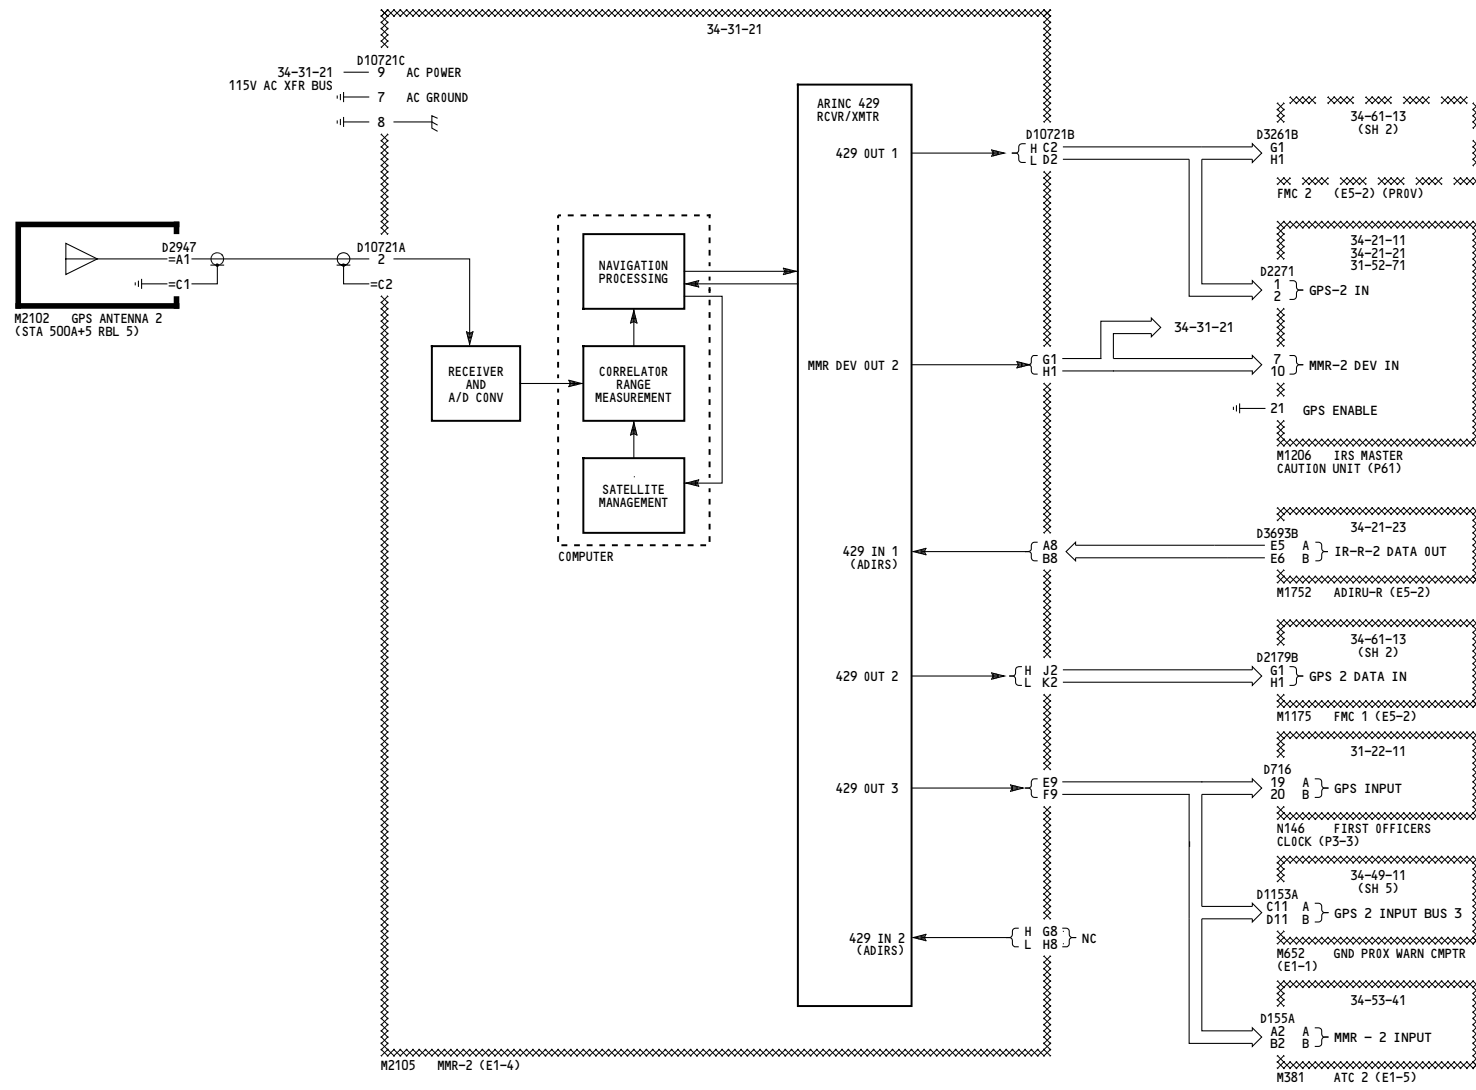 34-31-21
D10721C
34-31-21
115V AC XFR BUS
9 AC POWER
7 AC GROUND
8
D2947
=A1
=C1
M2102 GPS ANTENNA 2
(STA 500A+5 RBL 5)
D10721A
2
=C2
RECEIVER
AND
A/D CONV
NAVIGATION
PROCESSING
CORRELATOR
RANGE
MEASUREMENT
SATELLITE
MANAGEMENT
COMPUTER
ARINC 429
RCVR/XMTR
429 OUT 1
MMR DEV OUT 2
429 IN 1
(ADIRS)
429 OUT 2
429 OUT 3
429 IN 2
(ADIRS)
M2105 MMR-2 (E1-4)
D10721B
H C2
L D2
G1
H1
34-31-21
A8
B8
H J2
L K2
E9
F9
H G8
L H8
NC
34-61-13
(SH 2)
D3261B
G1
H1
FMC 2 (E5-2) (PROV)
34-21-11
34-21-21
31-52-71
D2271
1
2
GPS-2 IN
7
10
MMR-2 DEV IN
21 GPS ENABLE
M1206 IRS MASTER
CAUTION UNIT (P61)
34-21-23
D3693B
E5 A
E6 B
IR-R-2 DATA OUT
M1752 ADIRU-R (E5-2)
34-61-13
(SH 2)
D2179B
G1
H1
GPS 2 DATA IN
M1175 FMC 1 (E5-2)
31-22-11
D716
19 A
20 B
GPS INPUT
N146 FIRST OFFICERS
CLOCK (P3-3)
34-49-11
(SH 5)
D1153A
C11 A
D11 B
GPS 2 INPUT BUS 3
M652 GND PROX WARN CMPTR
(E1-1)
34-53-41
D155A
A2 A
B2 B
MMR - 2 INPUT
M381 ATC 2 (E1-5)